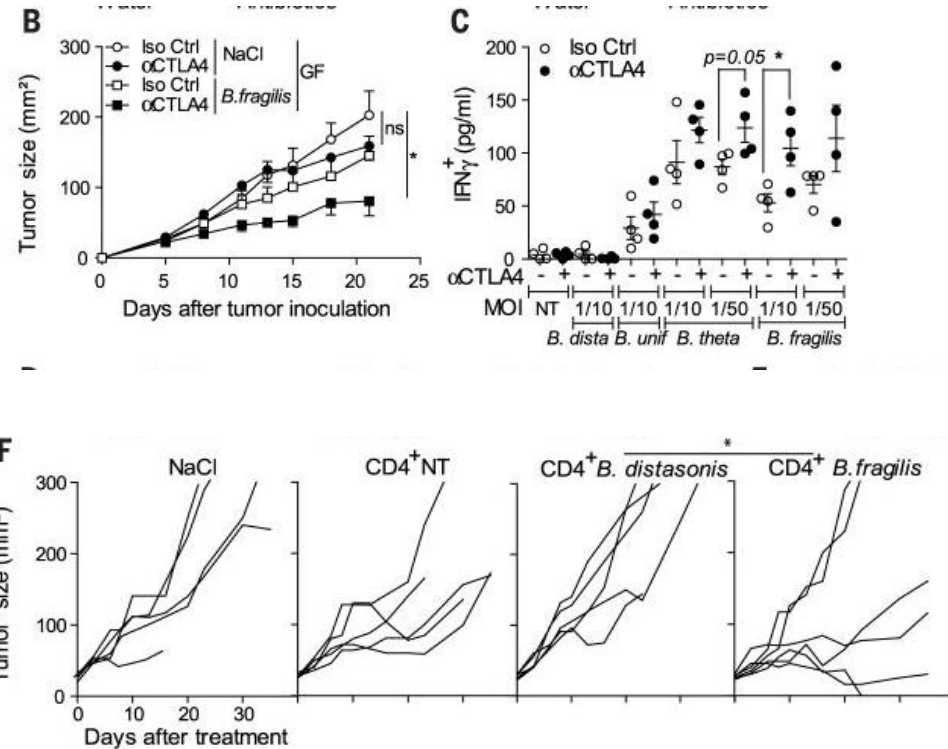 B
Iso Ctrl
αCTLA4
NaCl
Iso Ctrl
αCTLA4
B.fragilis
GF
ns
*
Tumor size (mm²)
300
200
100
0
0 5 10 15 20 25
Days after tumor inoculation
C
Iso Ctrl
αCTLA4
p=0.05 *
IFNγ⁺ (pg/ml)
200
150
100
50
0
αCTLA4 - + - + - + - + - + - + - +
MOI NT 1/10 1/10 1/10 1/50 1/10 1/50
B. dista B. unif B. theta B. fragilis
F
*
NaCl
CD4⁺NT
CD4⁺B. distasonis
CD4⁺ B.fragilis
size
300
200
100
0
0 10 20 30
Days after treatment